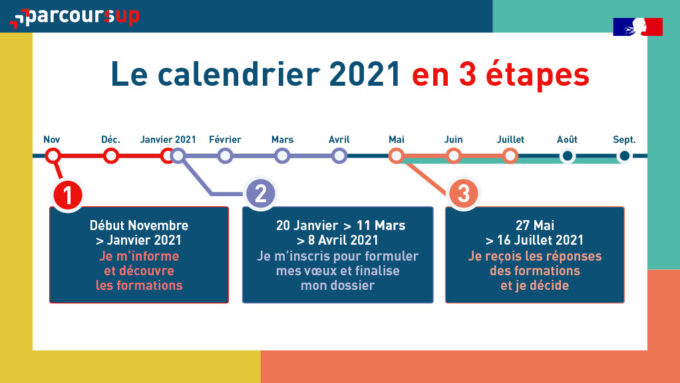 parcoursup
Le calendrier 2021 en 3 étapes
Nov Déc. Janvier 2021 Février Mars Avril Mai Juin Juillet Août Sept.
1
Début Novembre
> Janvier 2021
Je m'informe
et découvre
les formations
2
20 Janvier > 11 Mars
> 8 Avril 2021
Je m'inscris pour formuler
mes vœux et finalise
mon dossier
3
27 Mai
> 16 Juillet 2021
Je reçois les réponses
des formations
et je décide